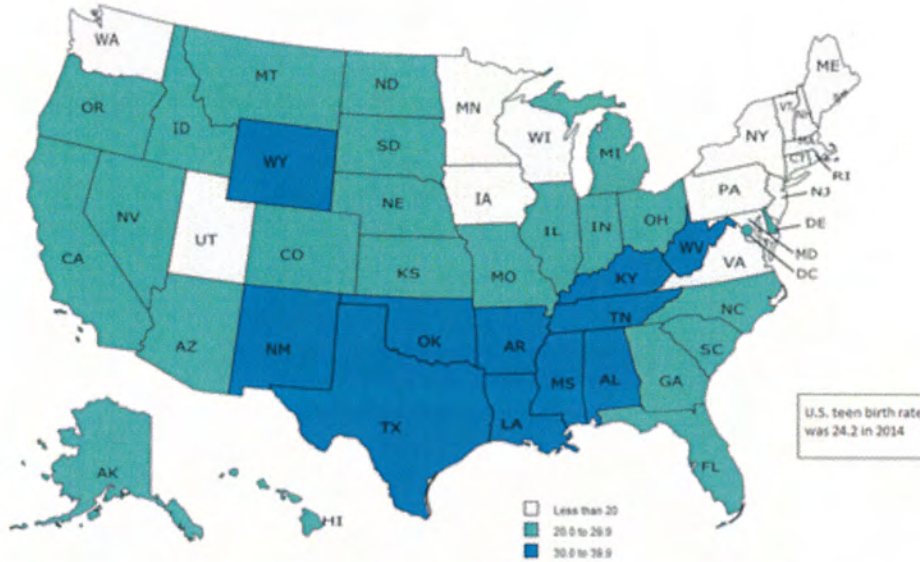 WA
MT
ND
MN
ME
OR
ID
SD
WI
VT
NH
NY
MA
WY
MI
CT
RI
NE
IA
PA
NJ
NV
UT
CO
IL
IN
OH
DE
CA
KS
MO
WV
VA
MD
DC
KY
AZ
NM
OK
AR
TN
NC
SC
MS
AL
GA
TX
LA
FL
AK
HI
U.S. teen birth rate
was 24.2 in 2014
Less than 20
20.0 to 29.9
30.0 to 39.9